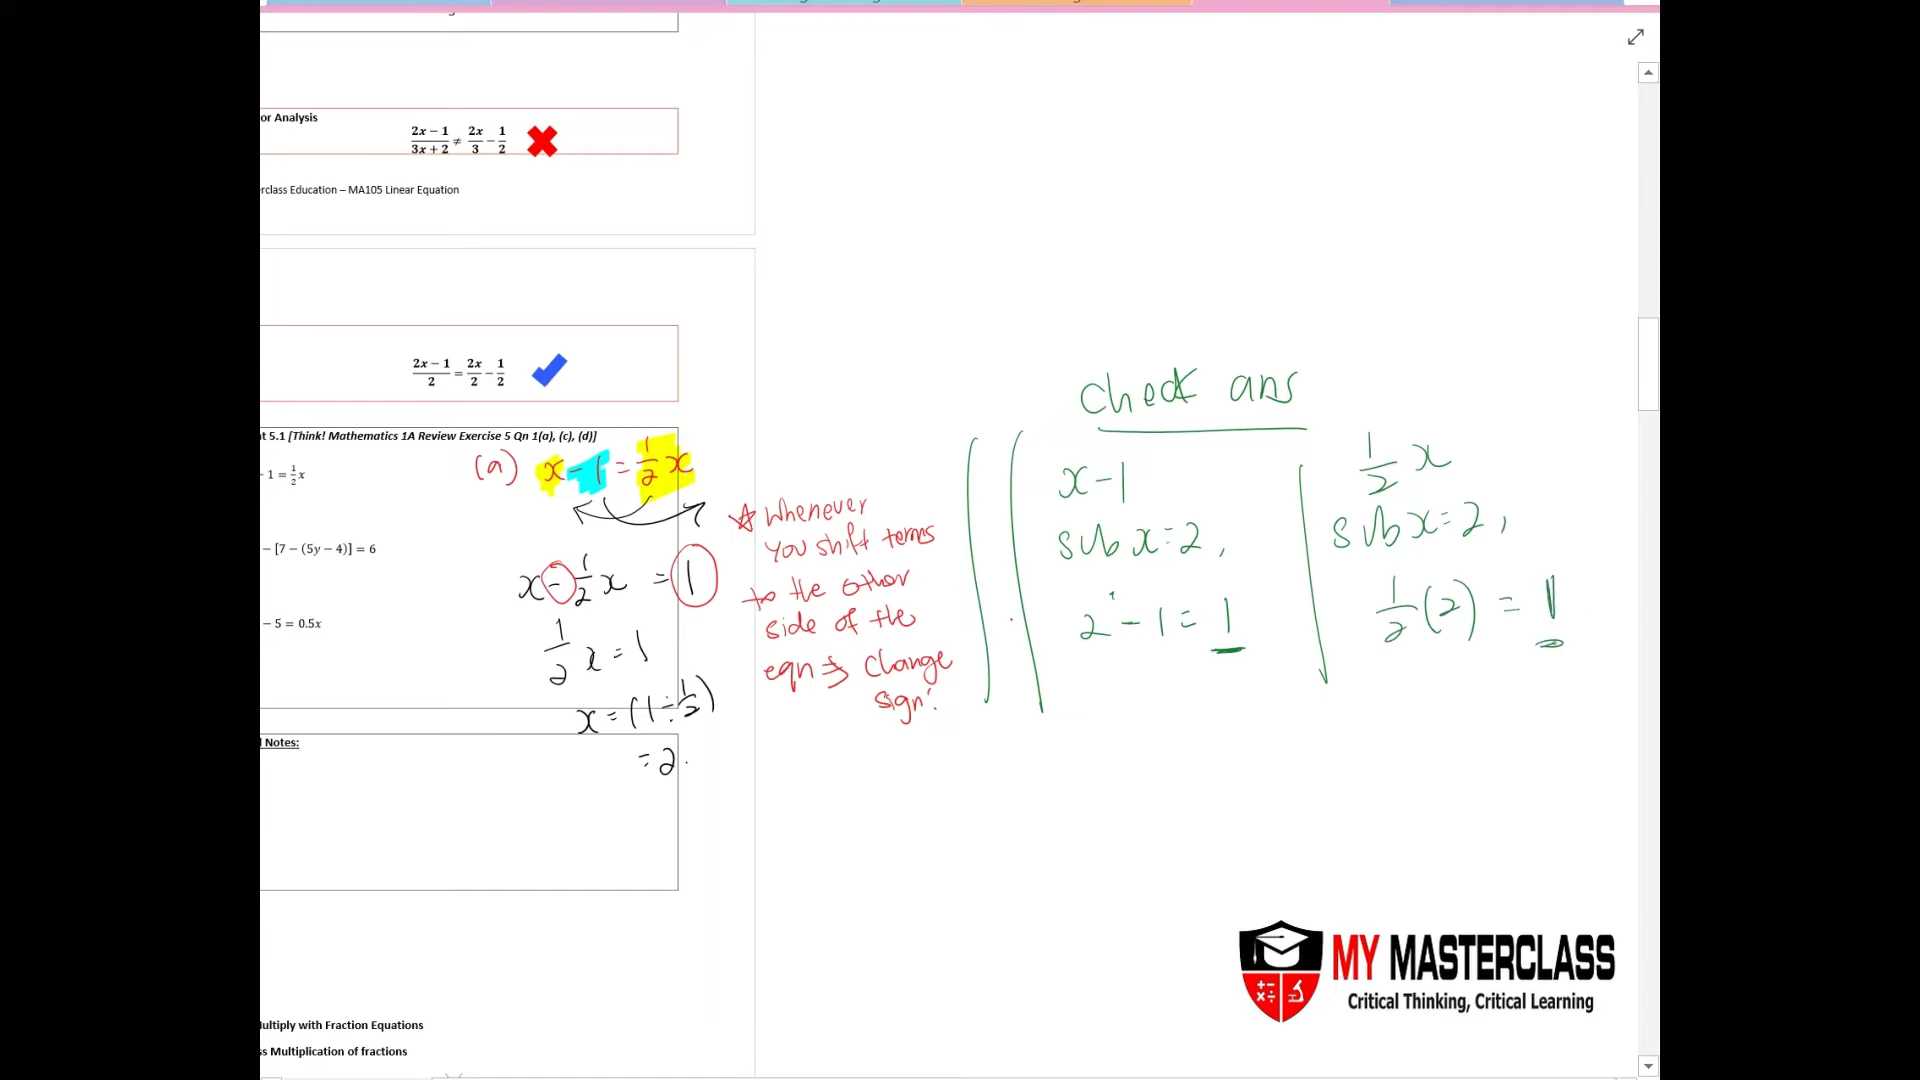 or Analysis
2x − 1 / 3x + 2 ≠ 2x / 3 − 1 / 2
rclass Education – MA105 Linear Equation
2x − 1 / 2 = 2x / 2 − 1 / 2
t 5.1 [Think! Mathematics 1A Review Exercise 5 Qn 1(a), (c), (d)]
− 1 = 1/2 x
− [7 − (5y − 4)] = 6
− 5 = 0.5x
(a) x − 1 = 1/2 x
x − 1/2 x = 1
1/2 x = 1
x = (1 ÷ 1/2)
= 2.
☆ Whenever
you shift terms
to the other
side of the
eqn ⇒ Change
sign!
Check ans
x − 1
sub x = 2,
2 − 1 = 1
1/2 x
sub x = 2,
1/2 (2) = 1
l Notes:
MY MASTERCLASS
Critical Thinking, Critical Learning
ultiply with Fraction Equations
ss Multiplication of fractions